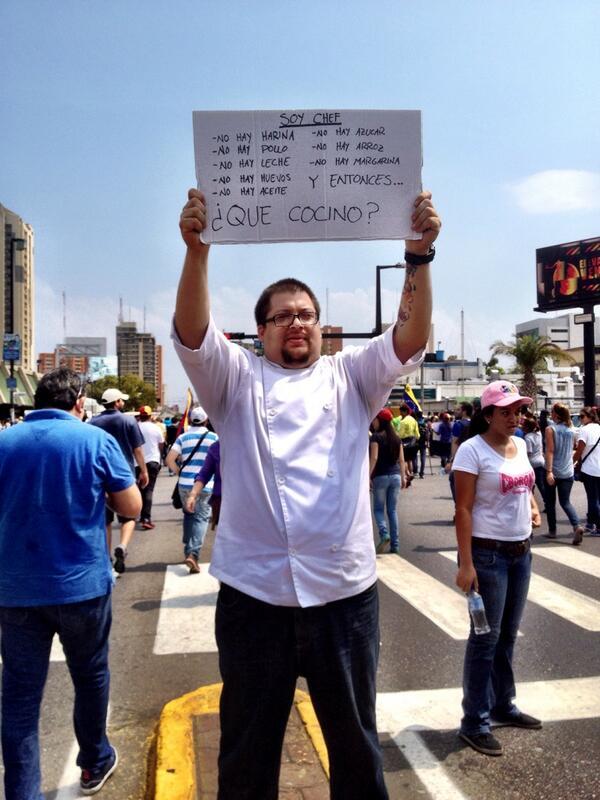 SOY CHEF
-NO HAY HARINA
-NO HAY POLLO
-NO HAY LECHE
-NO HAY HUEVOS
-NO HAY ACEITE
-NO HAY AZUCAR
-NO HAY ARROZ
-NO HAY MARGARINA
Y ENTONCES...
¿QUE COCINO?